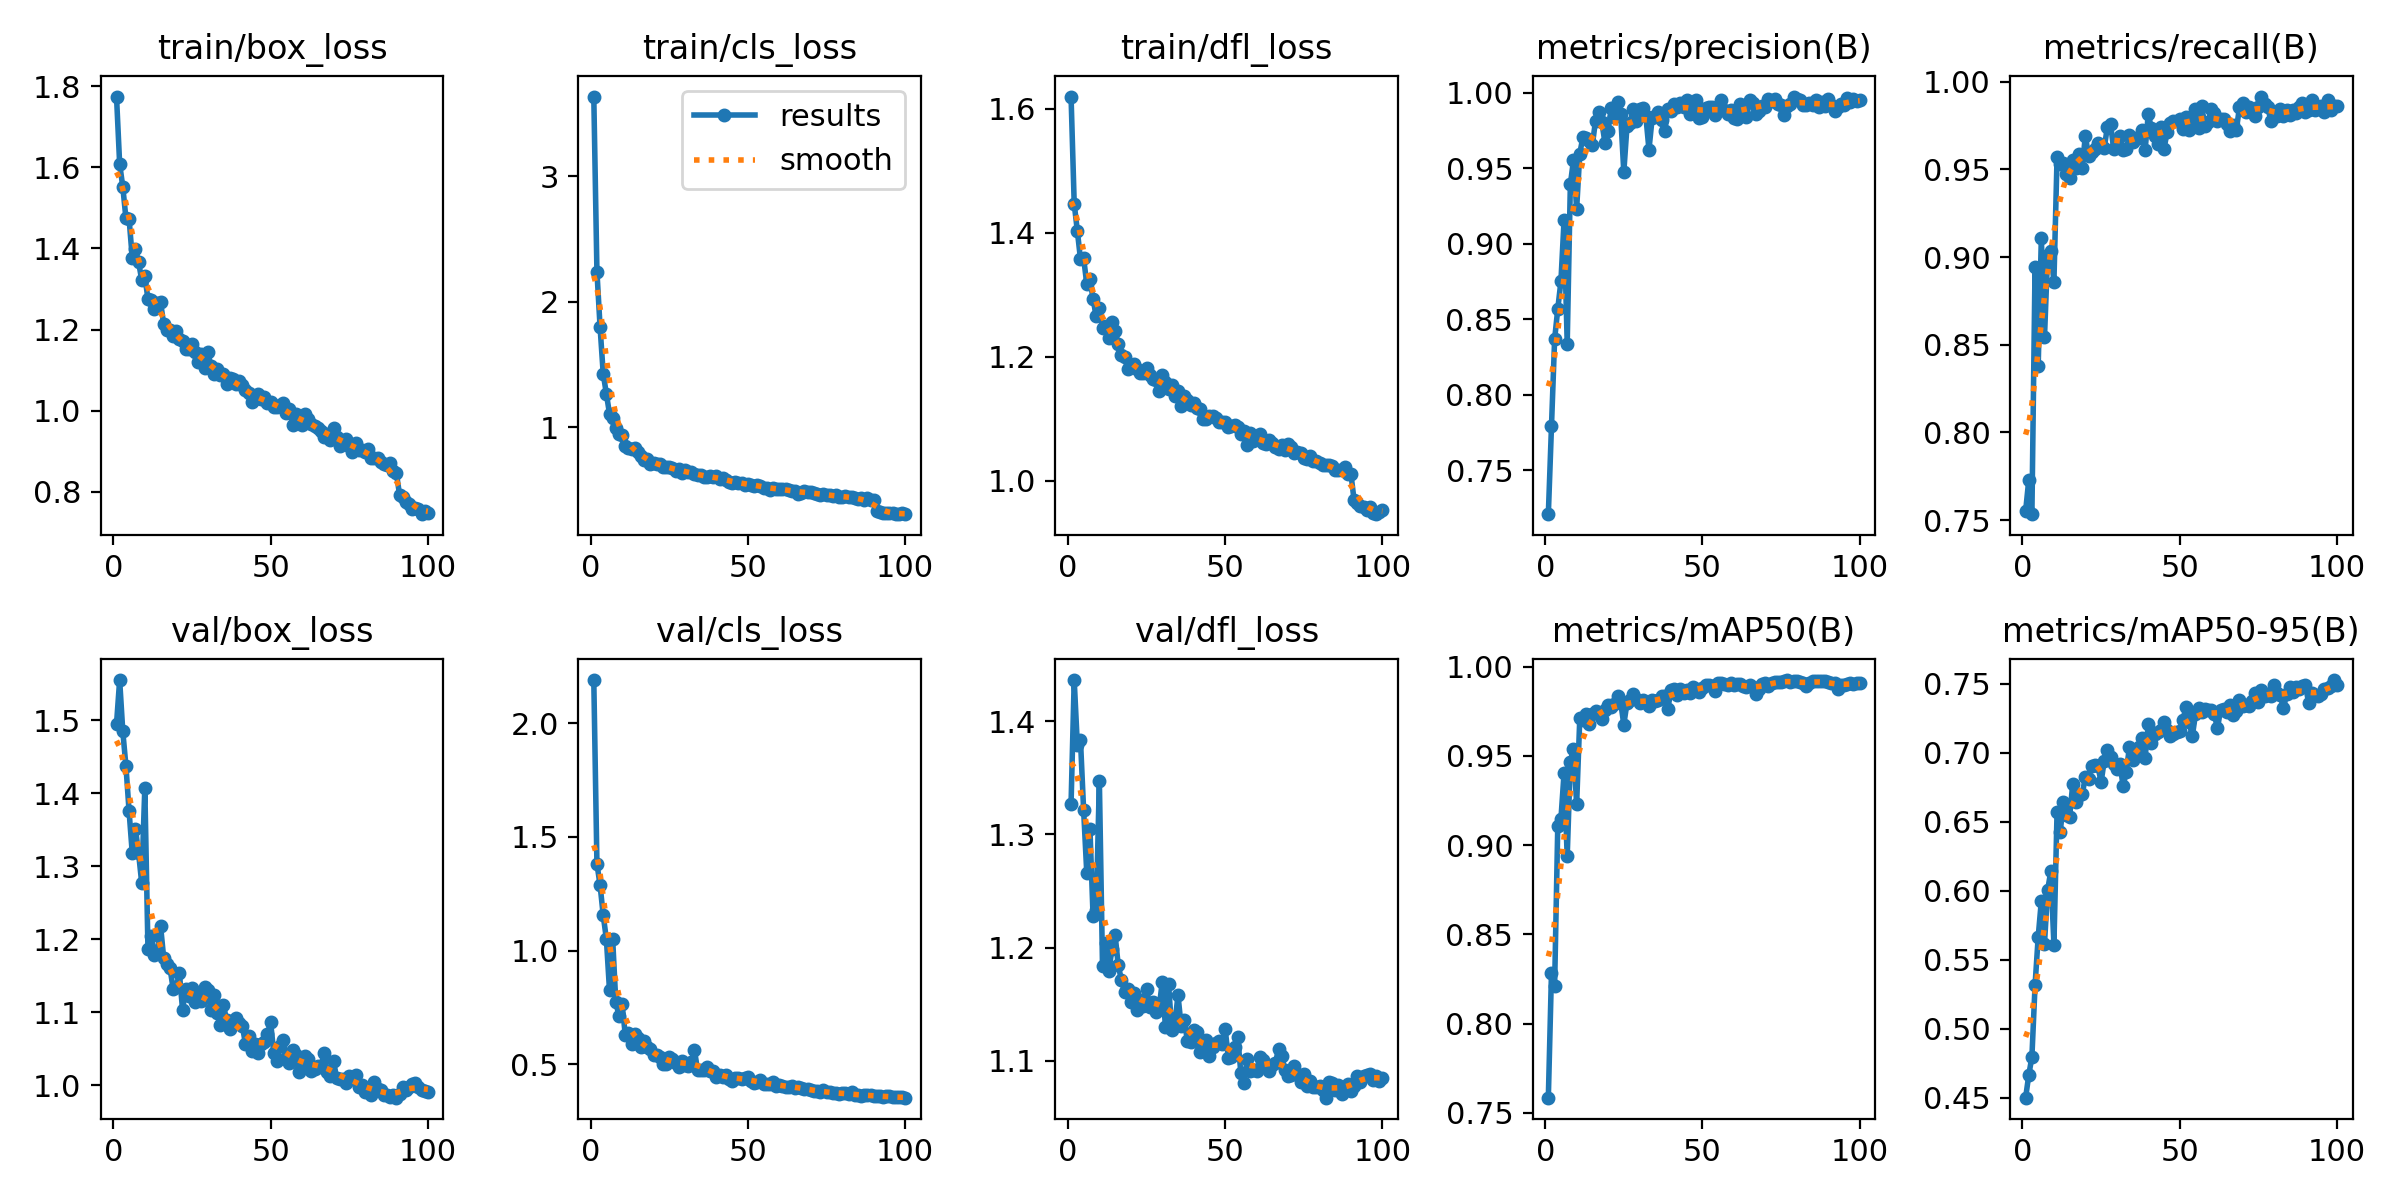 train/box_loss
1.8
1.6
1.4
1.2
1.0
0.8
0 50 100
train/cls_loss
results
smooth
3
2
1
0 50 100
train/dfl_loss
1.6
1.4
1.2
1.0
0 50 100
metrics/precision(B)
1.00
0.95
0.90
0.85
0.80
0.75
0 50 100
metrics/recall(B)
1.00
0.95
0.90
0.85
0.80
0.75
0 50 100
val/box_loss
1.5
1.4
1.3
1.2
1.1
1.0
0 50 100
val/cls_loss
2.0
1.5
1.0
0.5
0 50 100
val/dfl_loss
1.4
1.3
1.2
1.1
0 50 100
metrics/mAP50(B)
1.00
0.95
0.90
0.85
0.80
0.75
0 50 100
metrics/mAP50-95(B)
0.75
0.70
0.65
0.60
0.55
0.50
0.45
0 50 100